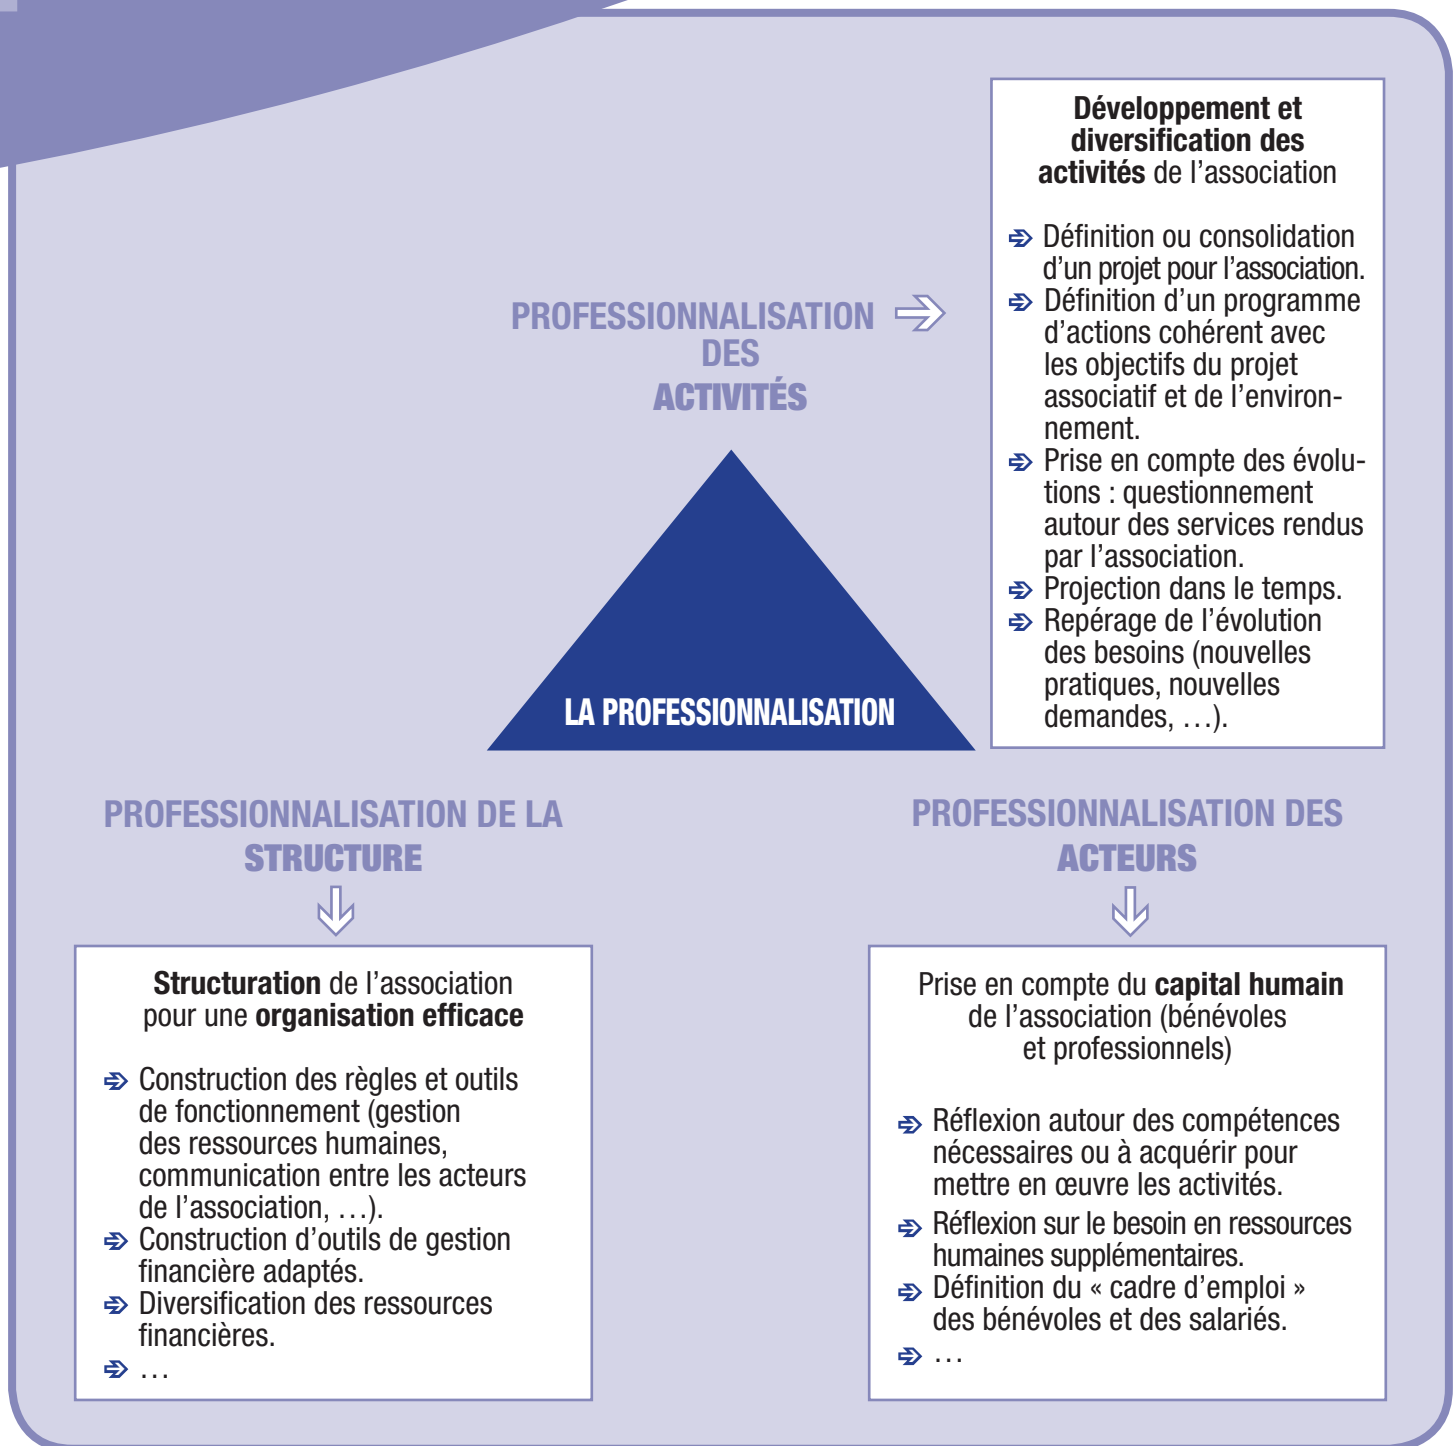 Développement et
diversification des
activités de l'association
⇨ Définition ou consolidation
d'un projet pour l'association.
⇨ Définition d'un programme
d'actions cohérent avec
les objectifs du projet
associatif et de l'environ-
nement.
⇨ Prise en compte des évolu-
tions : questionnement
autour des services rendus
par l'association.
⇨ Projection dans le temps.
⇨ Repérage de l'évolution
des besoins (nouvelles
pratiques, nouvelles
demandes, …).
PROFESSIONNALISATION ⇨
DES
ACTIVITÉS
LA PROFESSIONNALISATION
PROFESSIONNALISATION DE LA
STRUCTURE
Structuration de l'association
pour une organisation efficace
⇨ Construction des règles et outils
de fonctionnement (gestion
des ressources humaines,
communication entre les acteurs
de l'association, …).
⇨ Construction d'outils de gestion
financière adaptés.
⇨ Diversification des ressources
financières.
⇨ …
PROFESSIONNALISATION DES
ACTEURS
Prise en compte du capital humain
de l'association (bénévoles
et professionnels)
⇨ Réflexion autour des compétences
nécessaires ou à acquérir pour
mettre en œuvre les activités.
⇨ Réflexion sur le besoin en ressources
humaines supplémentaires.
⇨ Définition du « cadre d'emploi »
des bénévoles et des salariés.
⇨ …